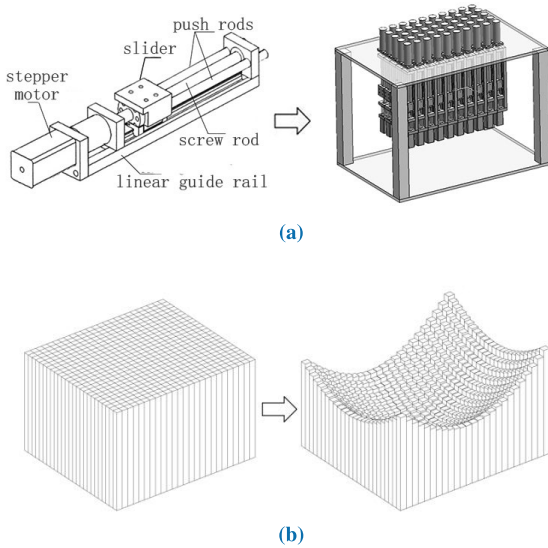 push rods
slider
stepper
motor
screw rod
linear guide rail
(a)
(b)